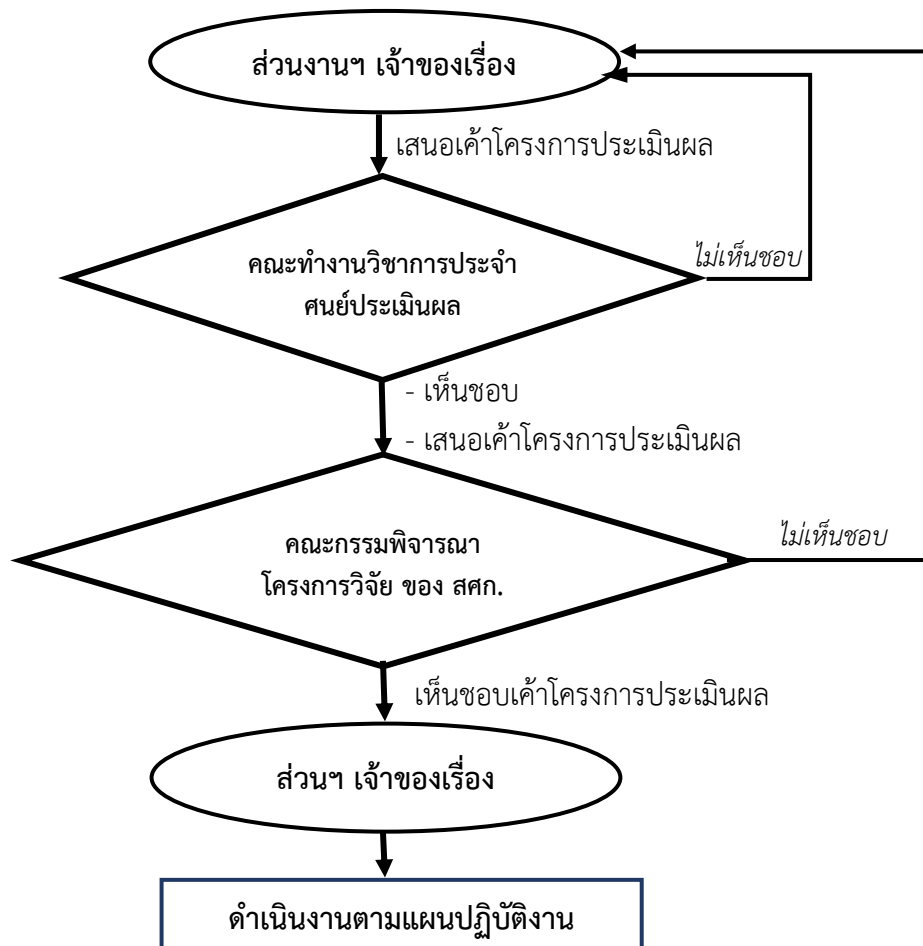 ส่วนงานฯ เจ้าของเรื่อง
เสนอเค้าโครงการประเมินผล
คณะทำงานวิชาการประจำ
ศนย์ประเมินผล
ไม่เห็นชอบ
- เห็นชอบ
- เสนอเค้าโครงการประเมินผล
คณะกรรมพิจารณา
โครงการวิจัย ของ สศก.
ไม่เห็นชอบ
เห็นชอบเค้าโครงการประเมินผล
ส่วนฯ เจ้าของเรื่อง
ดำเนินงานตามแผนปฏิบัติงาน